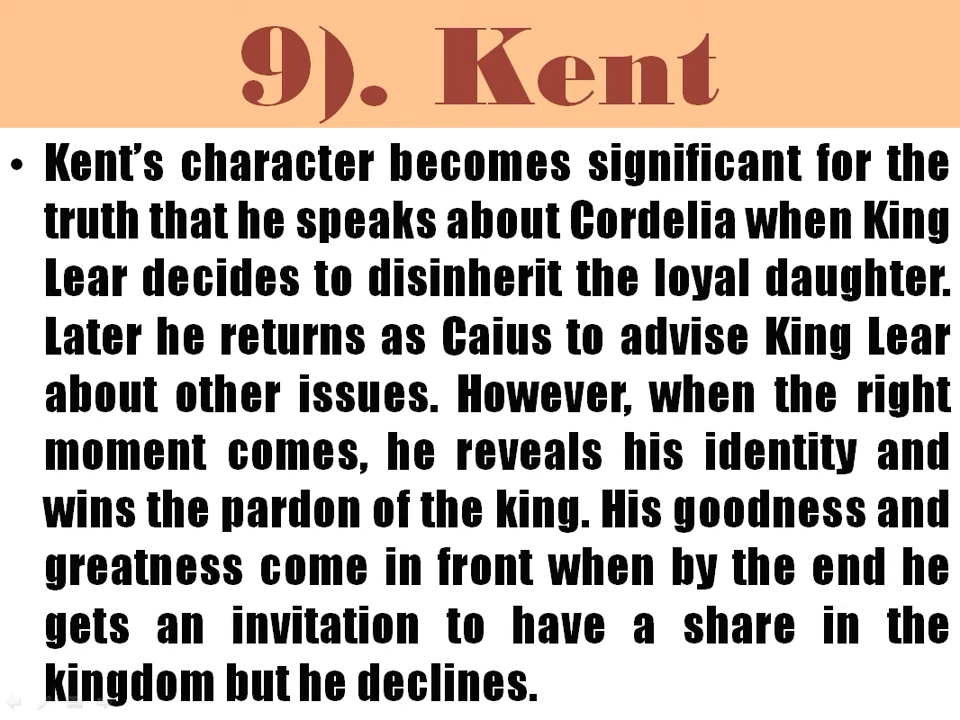 9). Kent
• Kent’s character becomes significant for the
truth that he speaks about Cordelia when King
Lear decides to disinherit the loyal daughter.
Later he returns as Caius to advise King Lear
about other issues. However, when the right
moment comes, he reveals his identity and
wins the pardon of the king. His goodness and
greatness come in front when by the end he
gets an invitation to have a share in the
kingdom but he declines.